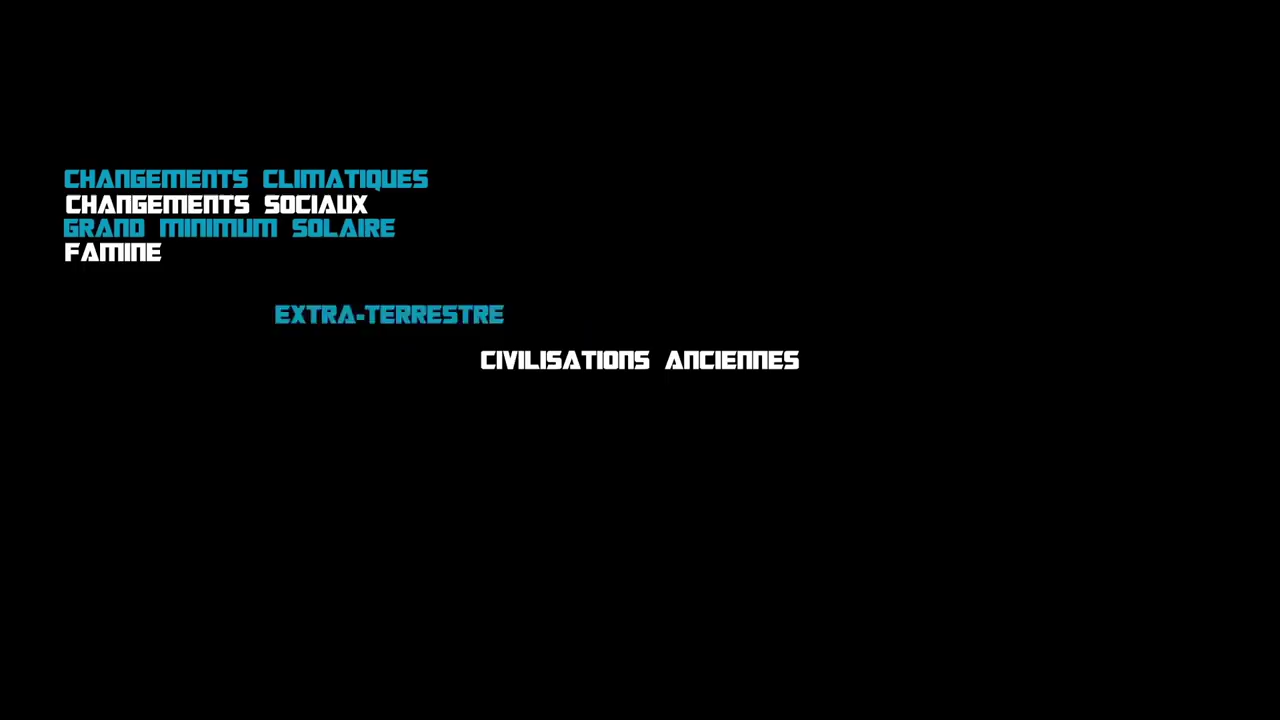 CHANGEMENTS CLIMATIQUES
CHANGEMENTS SOCIAUX
GRAND MINIMUM SOLAIRE
FAMINE
EXTRA-TERRESTRE
CIVILISATIONS ANCIENNES